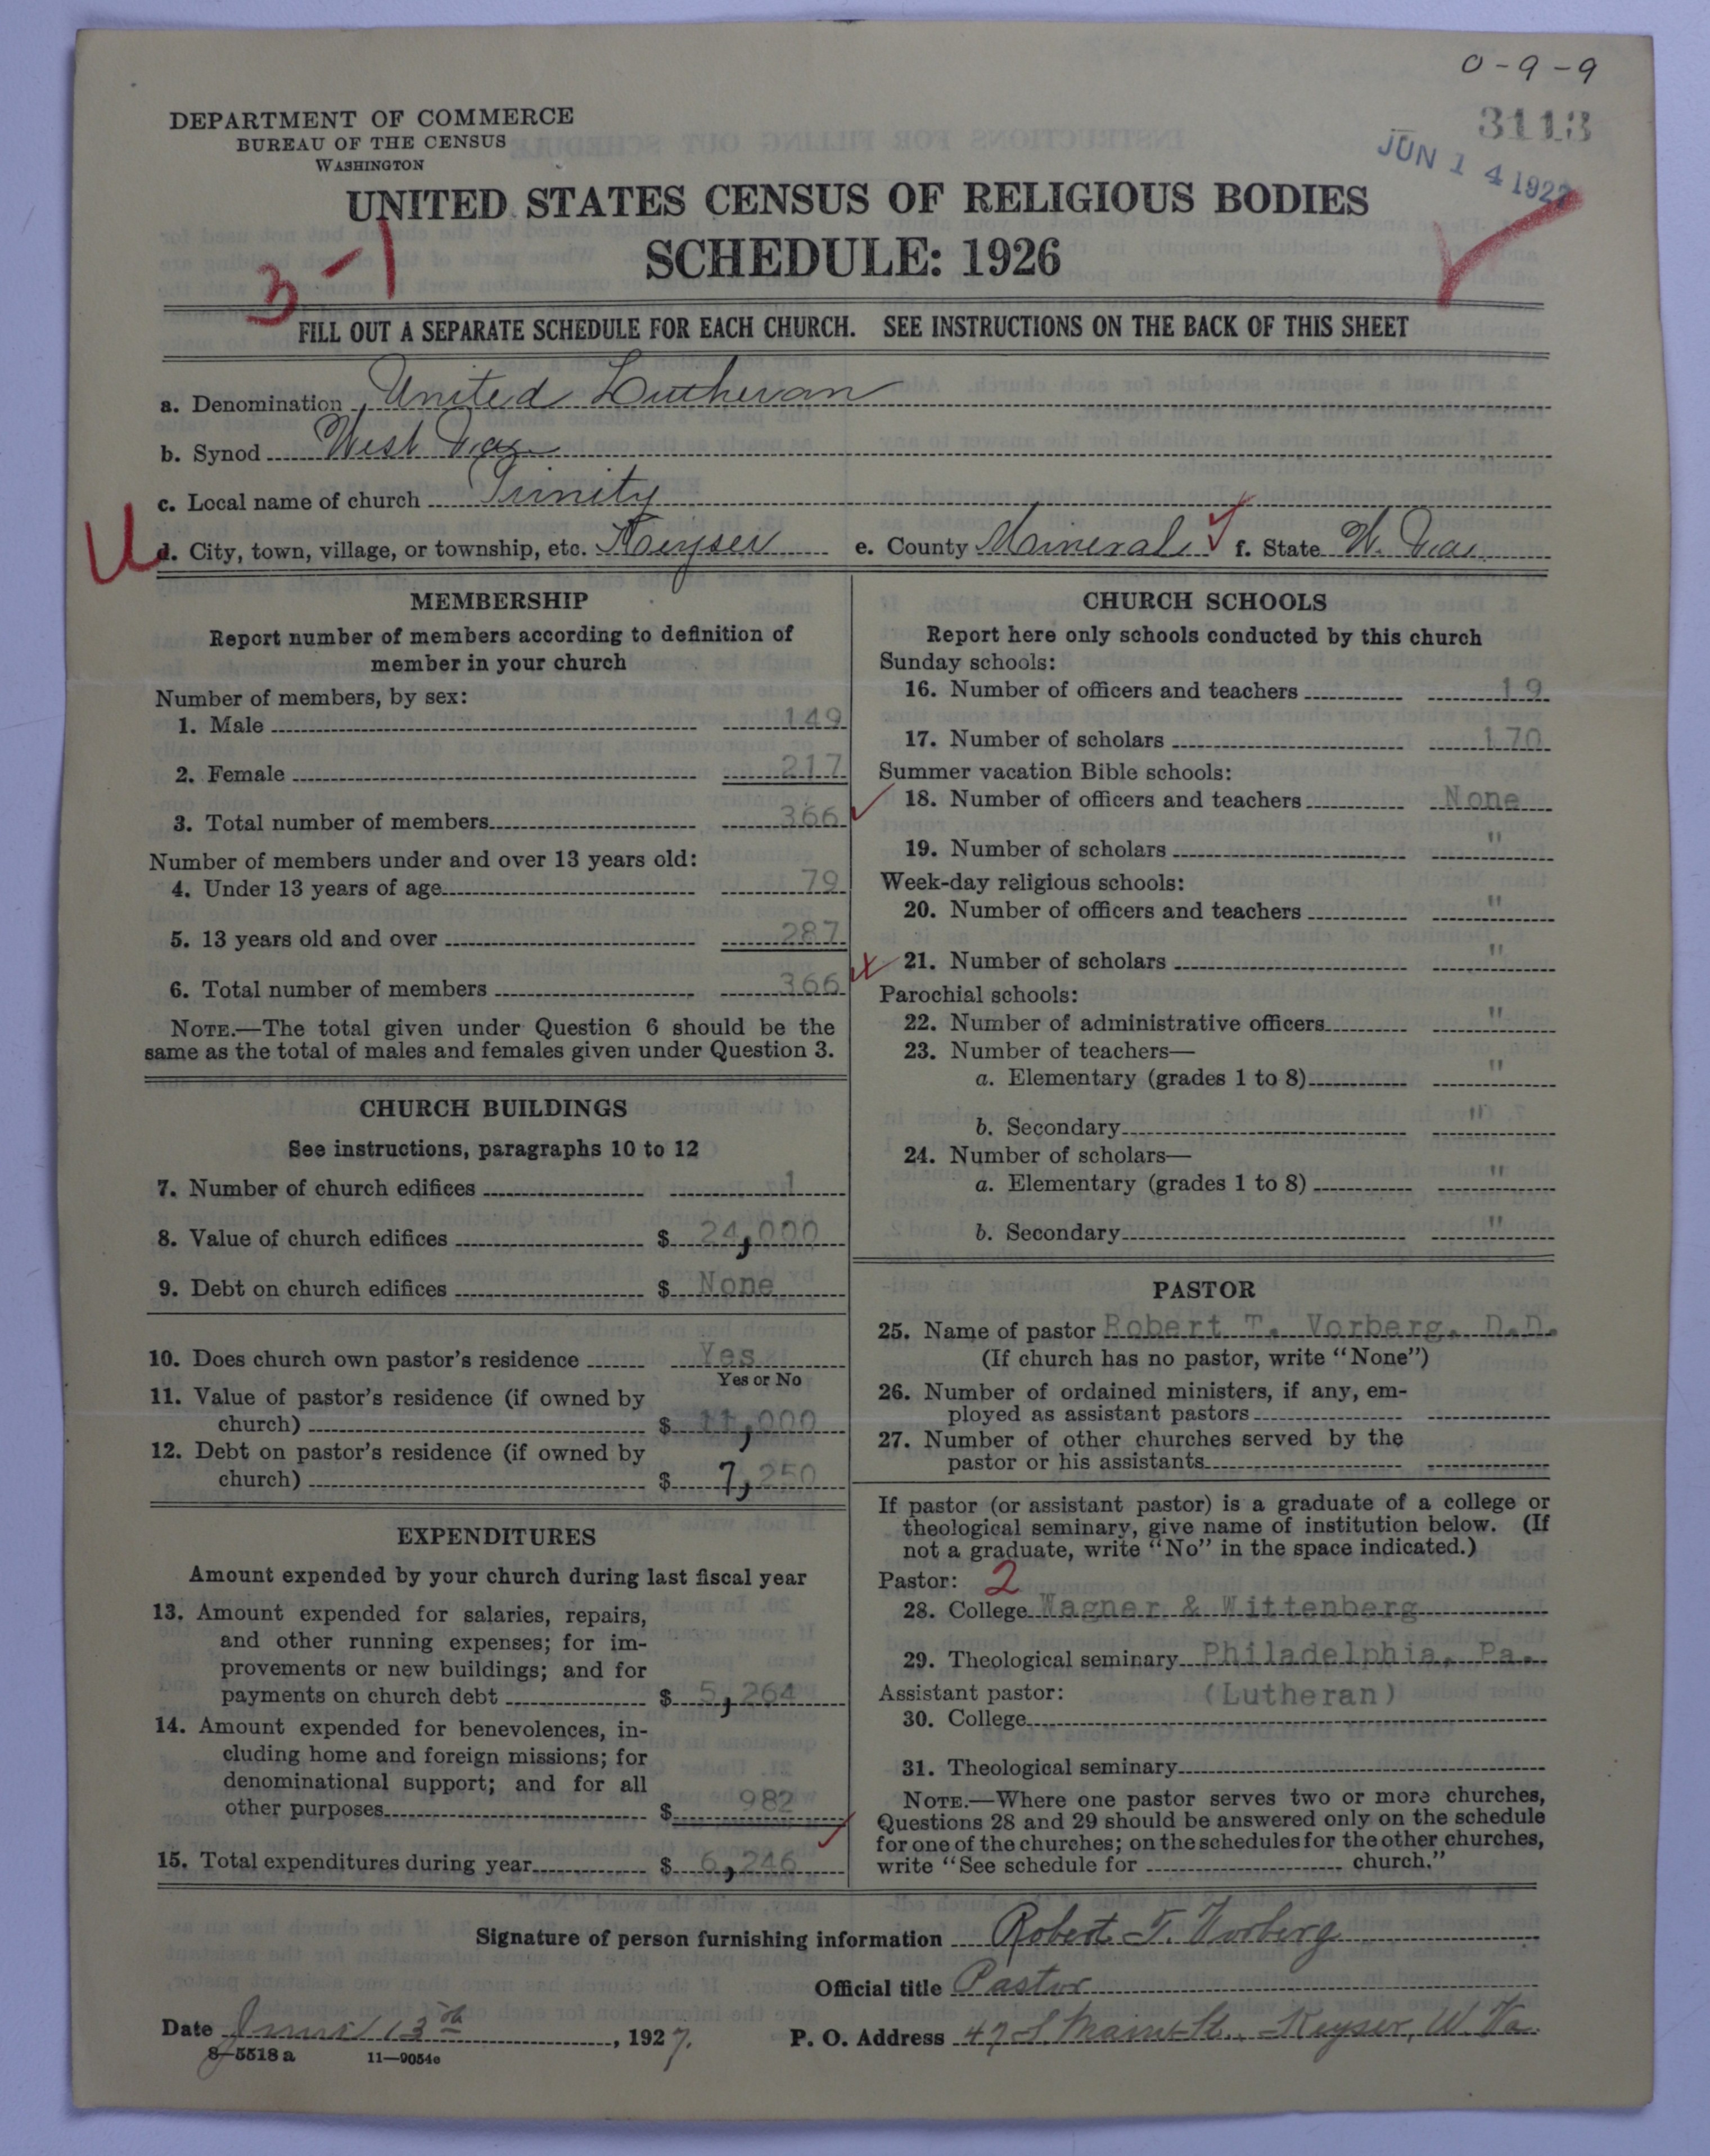 0-9-9
3113
JUN 14 1927
DEPARTMENT OF COMMERCE
BUREAU OF THE CENSUS
WASHINGTON
UNITED STATES CENSUS OF RELIGIOUS BODIES
SCHEDULE: 1926
3-1
FILL OUT A SEPARATE SCHEDULE FOR EACH CHURCH. SEE INSTRUCTIONS ON THE BACK OF THIS SHEET
a. Denomination United Lutheran
b. Synod West Va
c. Local name of church Trinity
U d. City, town, village, or township, etc. Keyser e. County Mineral f. State W. Va.
MEMBERSHIP
Report number of members according to definition of
member in your church
Number of members, by sex:
1. Male 149
2. Female 217
3. Total number of members 366
Number of members under and over 13 years old:
4. Under 13 years of age 79
5. 13 years old and over 287
6. Total number of members 366
NOTE.—The total given under Question 6 should be the
same as the total of males and females given under Question 3.
CHURCH BUILDINGS
See instructions, paragraphs 10 to 12
7. Number of church edifices 1
8. Value of church edifices $ 24,000
9. Debt on church edifices $ None
10. Does church own pastor's residence Yes
Yes or No
11. Value of pastor's residence (if owned by
church) $ 11,000
12. Debt on pastor's residence (if owned by
church) $ 7,250
EXPENDITURES
Amount expended by your church during last fiscal year
13. Amount expended for salaries, repairs,
and other running expenses; for im-
provements or new buildings; and for
payments on church debt $ 5,264
14. Amount expended for benevolences, in-
cluding home and foreign missions; for
denominational support; and for all
other purposes $ 982
15. Total expenditures during year $ 6,246
CHURCH SCHOOLS
Report here only schools conducted by this church
Sunday schools:
16. Number of officers and teachers 19
17. Number of scholars 170
Summer vacation Bible schools:
18. Number of officers and teachers None
19. Number of scholars "
Week-day religious schools:
20. Number of officers and teachers "
21. Number of scholars "
Parochial schools:
22. Number of administrative officers "
23. Number of teachers—
a. Elementary (grades 1 to 8) "
b. Secondary "
24. Number of scholars—
a. Elementary (grades 1 to 8) "
b. Secondary "
PASTOR
25. Name of pastor Robert T. Vorberg, D.D.
(If church has no pastor, write "None")
26. Number of ordained ministers, if any, em-
ployed as assistant pastors
27. Number of other churches served by the
pastor or his assistants
If pastor (or assistant pastor) is a graduate of a college or
theological seminary, give name of institution below. (If
not a graduate, write "No" in the space indicated.)
Pastor: 2
28. College Wagner & Wittenberg
29. Theological seminary Philadelphia, Pa.
Assistant pastor: (Lutheran)
30. College
31. Theological seminary
NOTE.—Where one pastor serves two or more churches,
Questions 28 and 29 should be answered only on the schedule
for one of the churches; on the schedules for the other churches,
write "See schedule for church."
Signature of person furnishing information Robert T. Vorberg
Official title Pastor
Date June 13th, 1927. P. O. Address 47 S. Main St., Keyser, W. Va.
8-5518 a 11-9054e